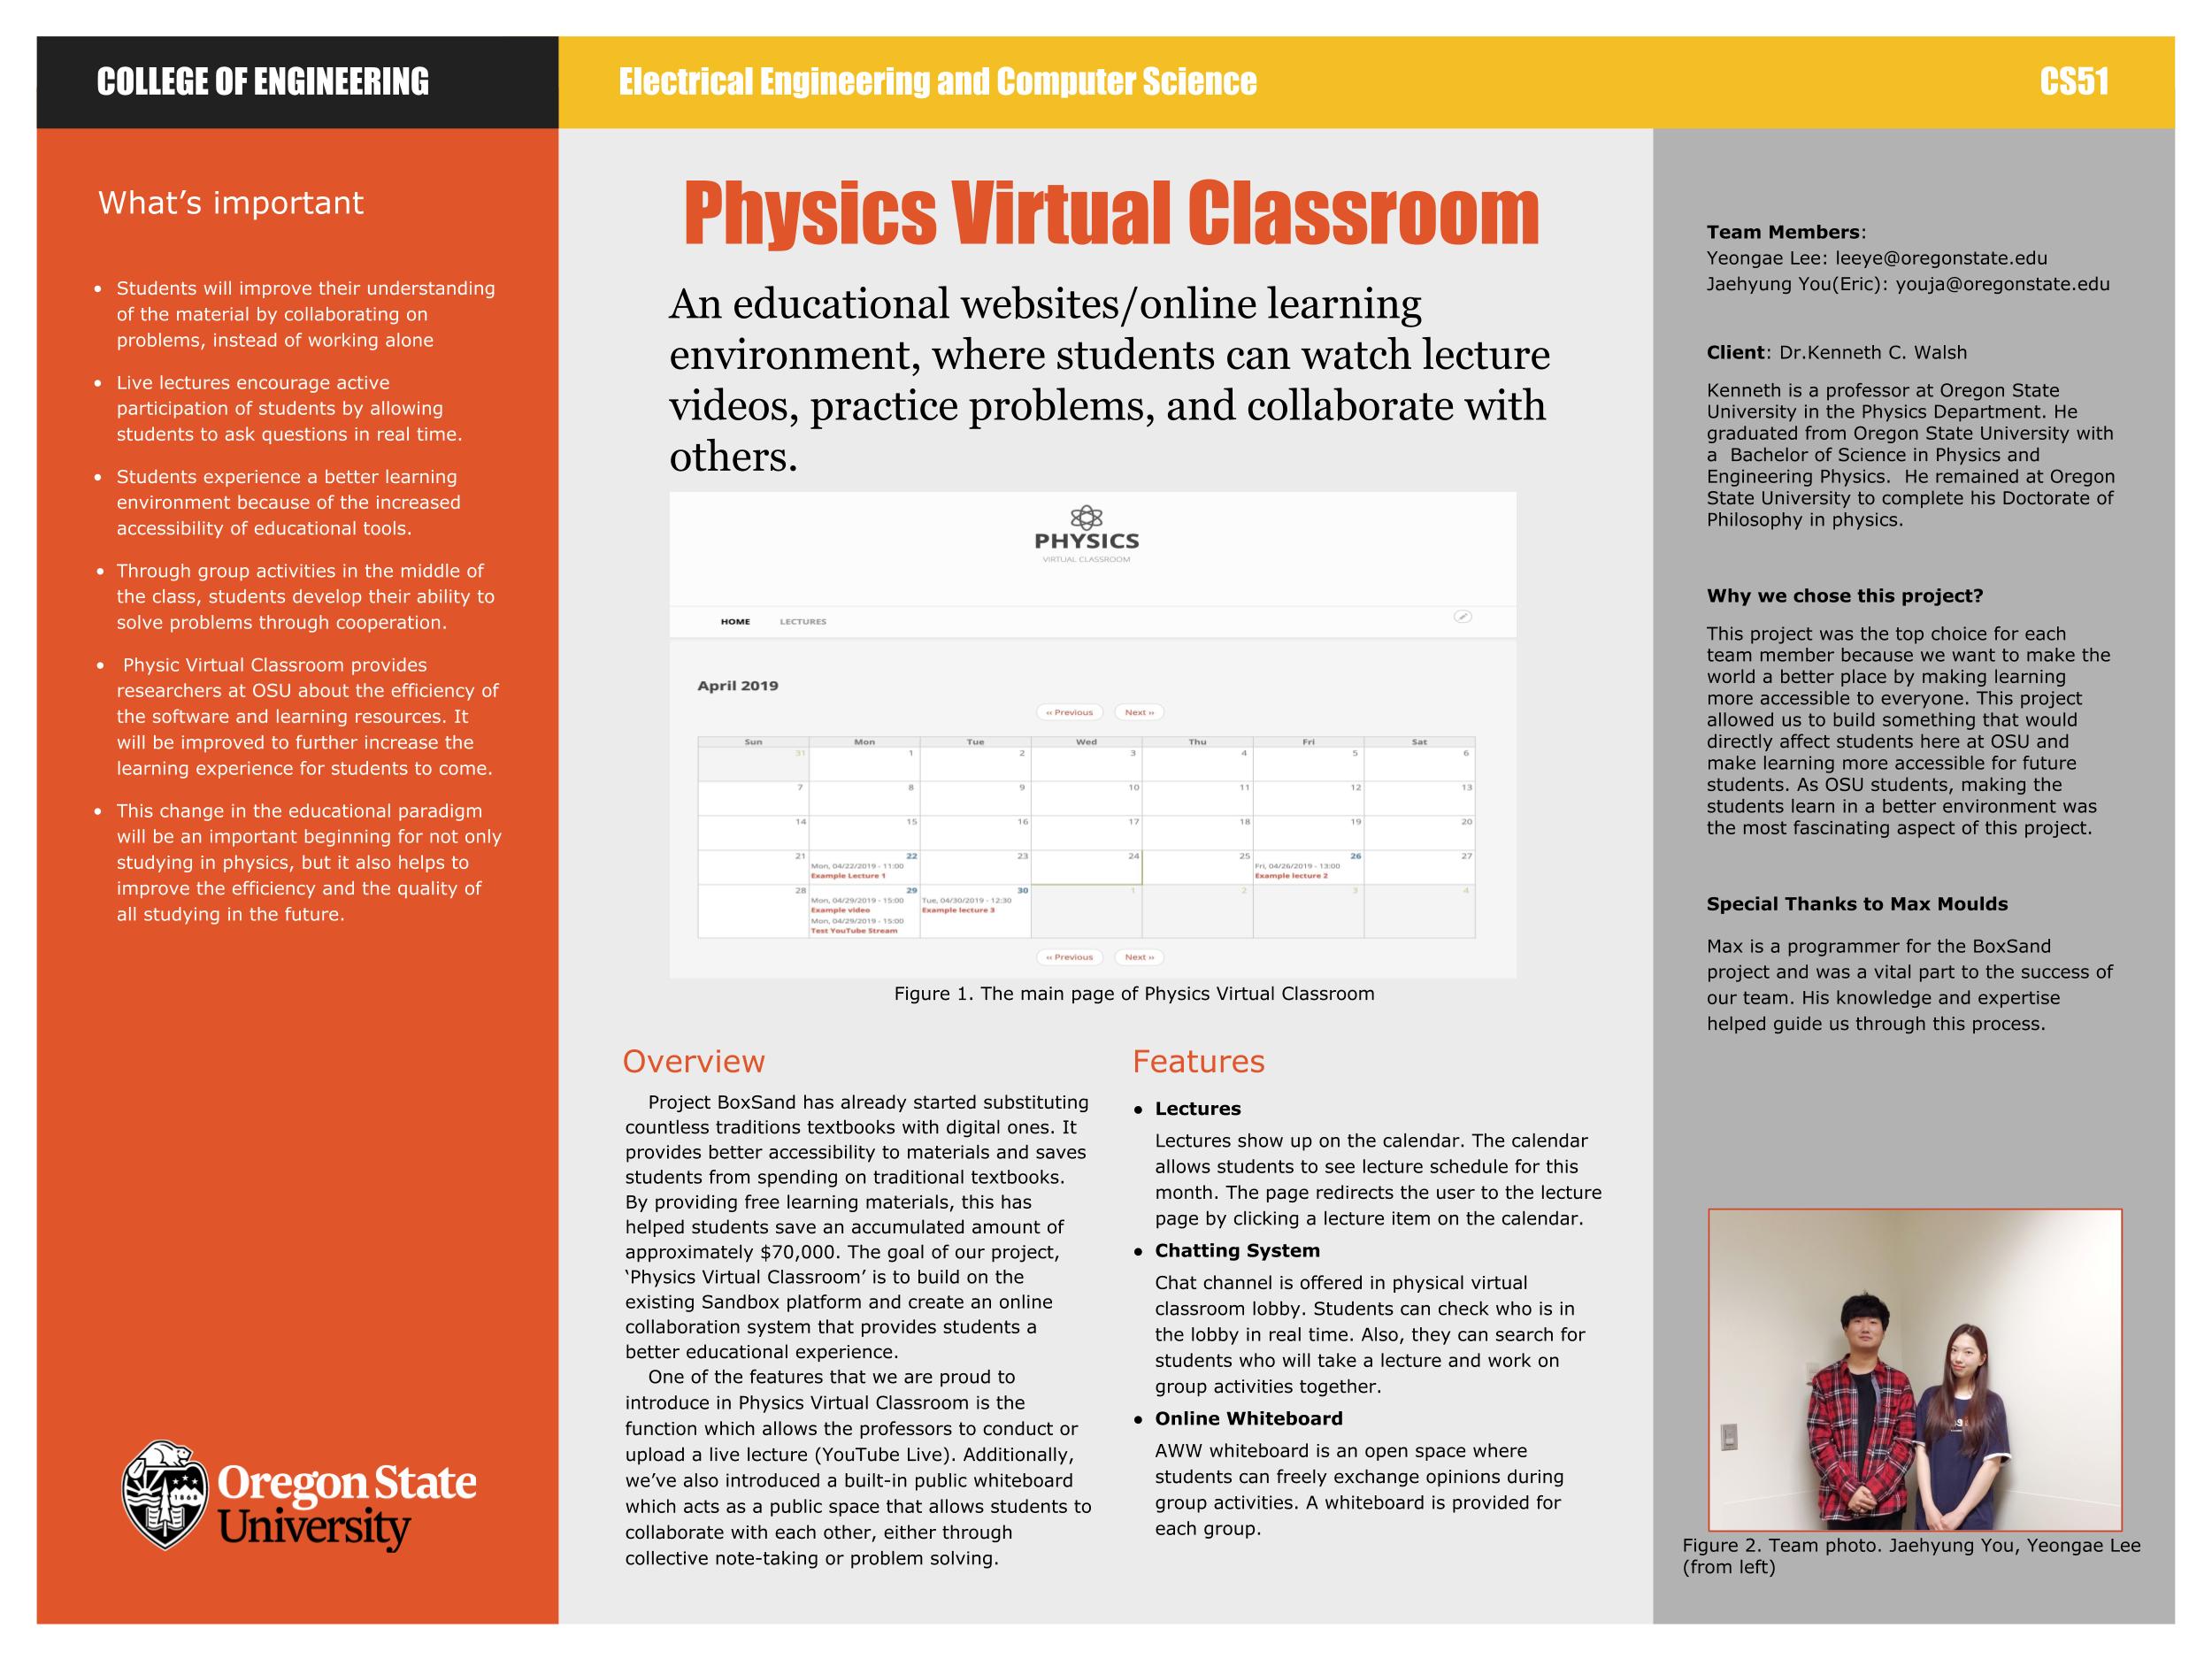 COLLEGE OF ENGINEERING
Electrical Engineering and Computer Science
CS51
What's important
• Students will improve their understanding
of the material by collaborating on
problems, instead of working alone
• Live lectures encourage active
participation of students by allowing
students to ask questions in real time.
• Students experience a better learning
environment because of the increased
accessibility of educational tools.
• Through group activities in the middle of
the class, students develop their ability to
solve problems through cooperation.
• Physic Virtual Classroom provides
researchers at OSU about the efficiency of
the software and learning resources. It
will be improved to further increase the
learning experience for students to come.
• This change in the educational paradigm
will be an important beginning for not only
studying in physics, but it also helps to
improve the efficiency and the quality of
all studying in the future.
Oregon State
University
Physics Virtual Classroom
An educational websites/online learning
environment, where students can watch lecture
videos, practice problems, and collaborate with
others.
PHYSICS
VIRTUAL CLASSROOM
HOME LECTURES
April 2019
‹‹ Previous Next ››
Sun Mon Tue Wed Thu Fri Sat
31 1 2 3 4 5 6
7 8 9 10 11 12 13
14 15 16 17 18 19 20
21 22 23 24 25 26 27
Mon, 04/22/2019 - 11:00 Fri, 04/26/2019 - 13:00
Example Lecture 1 Example lecture 2
28 29 30 1 2 3 4
Mon, 04/29/2019 - 15:00 Tue, 04/30/2019 - 12:30
Example video Example lecture 3
Mon, 04/29/2019 - 15:00
Test YouTube Stream
‹‹ Previous Next ››
Figure 1. The main page of Physics Virtual Classroom
Overview
Project BoxSand has already started substituting
countless traditions textbooks with digital ones. It
provides better accessibility to materials and saves
students from spending on traditional textbooks.
By providing free learning materials, this has
helped students save an accumulated amount of
approximately $70,000. The goal of our project,
‘Physics Virtual Classroom’ is to build on the
existing Sandbox platform and create an online
collaboration system that provides students a
better educational experience.
One of the features that we are proud to
introduce in Physics Virtual Classroom is the
function which allows the professors to conduct or
upload a live lecture (YouTube Live). Additionally,
we’ve also introduced a built-in public whiteboard
which acts as a public space that allows students to
collaborate with each other, either through
collective note-taking or problem solving.
Features
• Lectures
Lectures show up on the calendar. The calendar
allows students to see lecture schedule for this
month. The page redirects the user to the lecture
page by clicking a lecture item on the calendar.
• Chatting System
Chat channel is offered in physical virtual
classroom lobby. Students can check who is in
the lobby in real time. Also, they can search for
students who will take a lecture and work on
group activities together.
• Online Whiteboard
AWW whiteboard is an open space where
students can freely exchange opinions during
group activities. A whiteboard is provided for
each group.
Team Members:
Yeongae Lee: leeye@oregonstate.edu
Jaehyung You(Eric): youja@oregonstate.edu
Client: Dr.Kenneth C. Walsh
Kenneth is a professor at Oregon State
University in the Physics Department. He
graduated from Oregon State University with
a Bachelor of Science in Physics and
Engineering Physics. He remained at Oregon
State University to complete his Doctorate of
Philosophy in physics.
Why we chose this project?
This project was the top choice for each
team member because we want to make the
world a better place by making learning
more accessible to everyone. This project
allowed us to build something that would
directly affect students here at OSU and
make learning more accessible for future
students. As OSU students, making the
students learn in a better environment was
the most fascinating aspect of this project.
Special Thanks to Max Moulds
Max is a programmer for the BoxSand
project and was a vital part to the success of
our team. His knowledge and expertise
helped guide us through this process.
Figure 2. Team photo. Jaehyung You, Yeongae Lee
(from left)